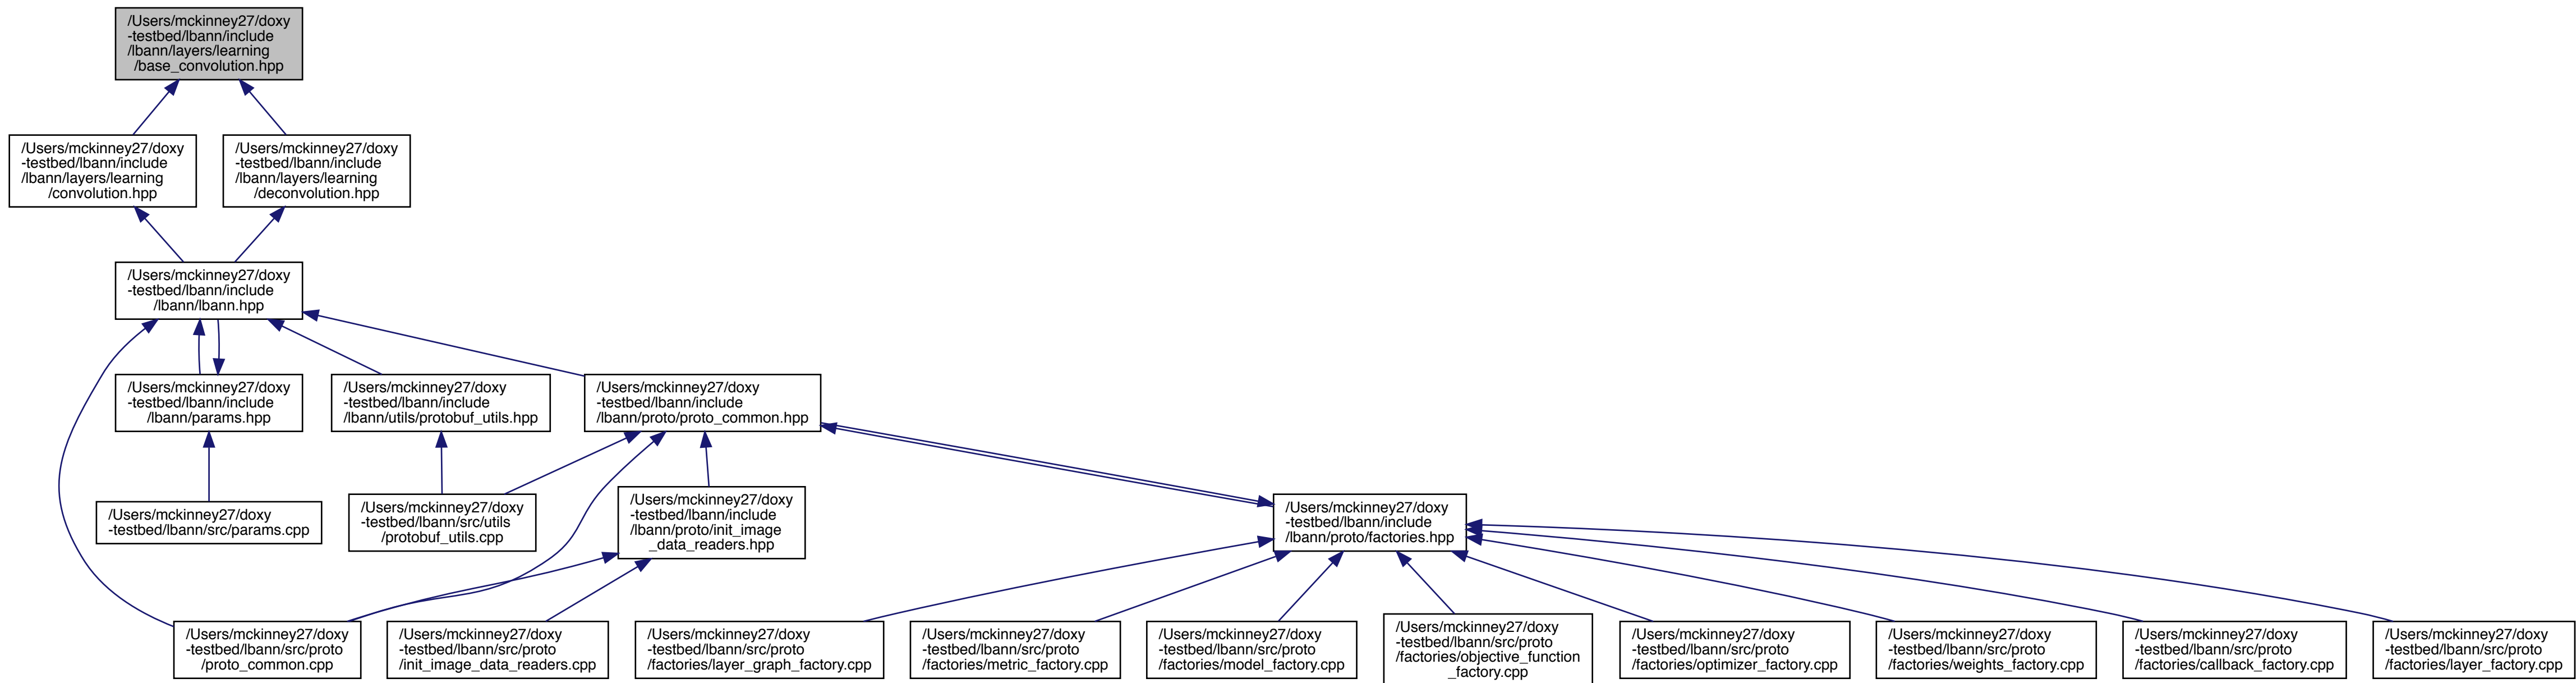 /Users/mckinney27/doxy
-testbed/lbann/include
/lbann/layers/learning
/base_convolution.hpp
/Users/mckinney27/doxy
-testbed/lbann/include
/lbann/layers/learning
/convolution.hpp
/Users/mckinney27/doxy
-testbed/lbann/include
/lbann/layers/learning
/deconvolution.hpp
/Users/mckinney27/doxy
-testbed/lbann/include
/lbann/lbann.hpp
/Users/mckinney27/doxy
-testbed/lbann/include
/lbann/params.hpp
/Users/mckinney27/doxy
-testbed/lbann/include
/lbann/utils/protobuf_utils.hpp
/Users/mckinney27/doxy
-testbed/lbann/include
/lbann/proto/proto_common.hpp
/Users/mckinney27/doxy
-testbed/lbann/src/params.cpp
/Users/mckinney27/doxy
-testbed/lbann/src/utils
/protobuf_utils.cpp
/Users/mckinney27/doxy
-testbed/lbann/include
/lbann/proto/init_image
_data_readers.hpp
/Users/mckinney27/doxy
-testbed/lbann/include
/lbann/proto/factories.hpp
/Users/mckinney27/doxy
-testbed/lbann/src/proto
/proto_common.cpp
/Users/mckinney27/doxy
-testbed/lbann/src/proto
/init_image_data_readers.cpp
/Users/mckinney27/doxy
-testbed/lbann/src/proto
/factories/layer_graph_factory.cpp
/Users/mckinney27/doxy
-testbed/lbann/src/proto
/factories/metric_factory.cpp
/Users/mckinney27/doxy
-testbed/lbann/src/proto
/factories/model_factory.cpp
/Users/mckinney27/doxy
-testbed/lbann/src/proto
/factories/objective_function
_factory.cpp
/Users/mckinney27/doxy
-testbed/lbann/src/proto
/factories/optimizer_factory.cpp
/Users/mckinney27/doxy
-testbed/lbann/src/proto
/factories/weights_factory.cpp
/Users/mckinney27/doxy
-testbed/lbann/src/proto
/factories/callback_factory.cpp
/Users/mckinney27/doxy
-testbed/lbann/src/proto
/factories/layer_factory.cpp